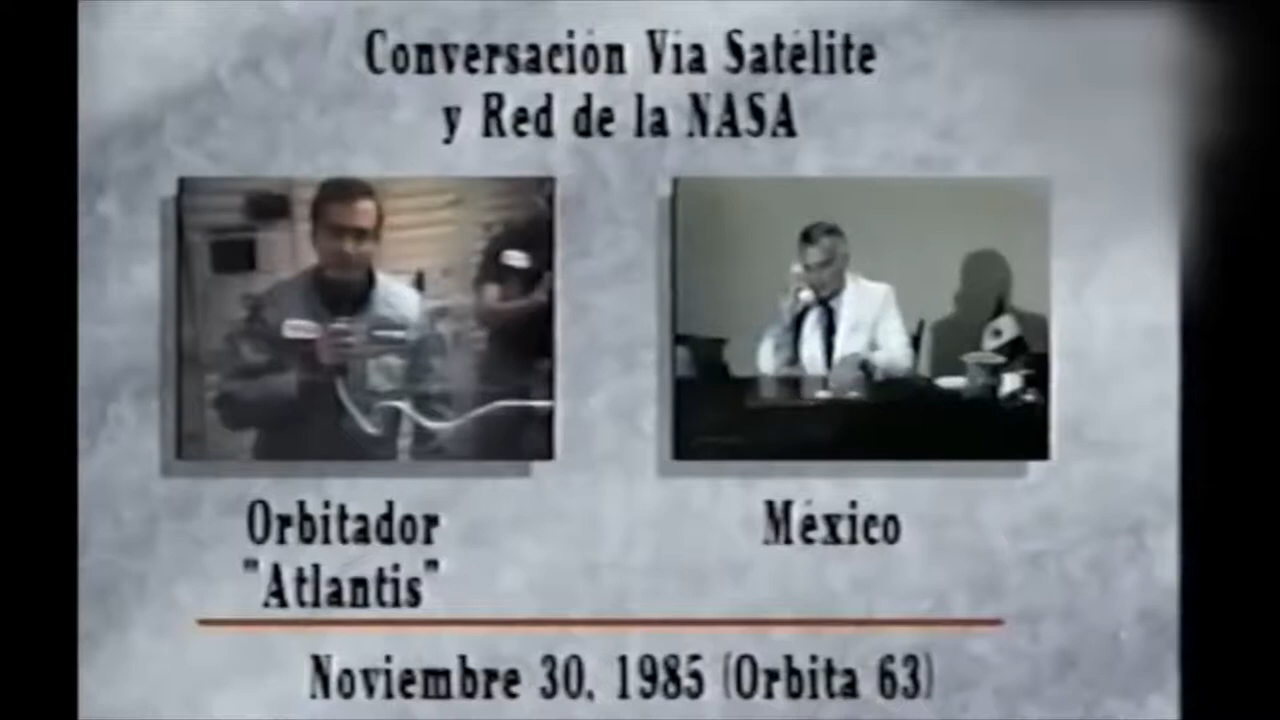 Conversación Vía Satélite
y Red de la NASA
Orbitador
"Atlantis"
México
Noviembre 30, 1985 (Orbita 63)